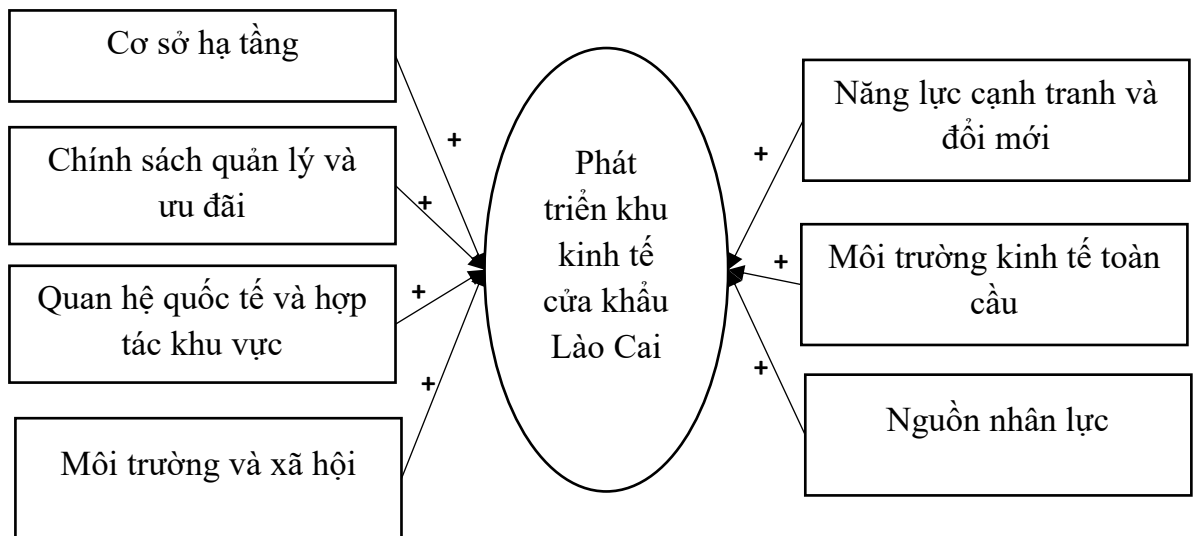 Cơ sở hạ tầng
+
Chính sách quản lý và
ưu đãi
+
Quan hệ quốc tế và hợp
tác khu vực
+
Môi trường và xã hội
+
Phát
triển khu
kinh tế
cửa khẩu
Lào Cai
Năng lực cạnh tranh và
đổi mới
+
Môi trường kinh tế toàn
cầu
+
Nguồn nhân lực
+